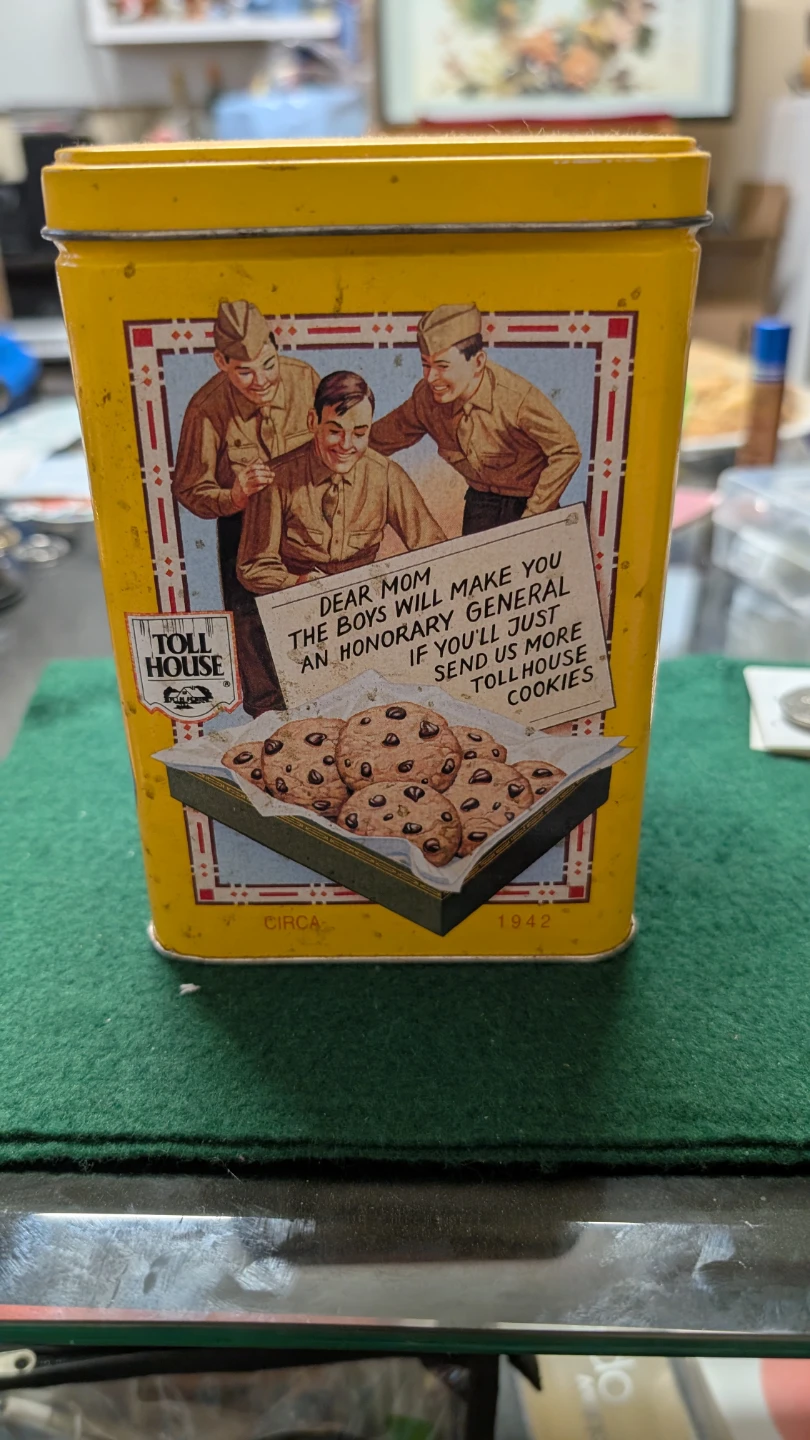 DEAR MOM
THE BOYS WILL MAKE YOU
AN HONORARY GENERAL
IF YOU'LL JUST
SEND US MORE
TOLLHOUSE
COOKIES
TOLL
HOUSE®
CIRCA 1942